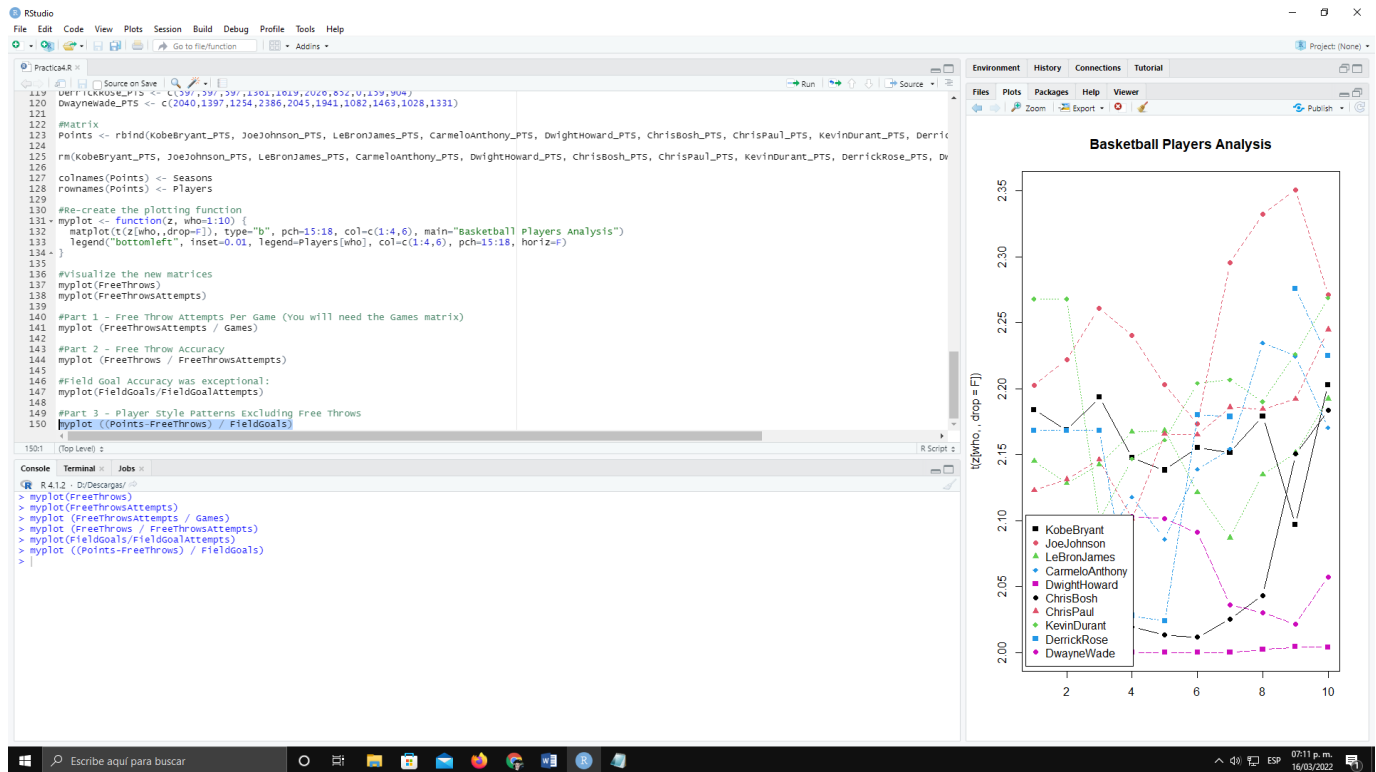 RStudio
File Edit Code View Plots Session Build Debug Profile Tools Help
Go to file/function
Addins
Project: (None)
Practica4.R
Source on Save
Run
Source
119 DerrickRose_PTS <- c(597,597,597,1361,1619,2026,852,0,159,904)
120 DwayneWade_PTS <- c(2040,1397,1254,2386,2045,1941,1082,1463,1028,1331)
121
122 #Matrix
123 Points <- rbind(KobeBryant_PTS, JoeJohnson_PTS, LeBronJames_PTS, CarmeloAnthony_PTS, DwightHoward_PTS, ChrisBosh_PTS, ChrisPaul_PTS, KevinDurant_PTS, Derric
124
125 rm(KobeBryant_PTS, JoeJohnson_PTS, LeBronJames_PTS, CarmeloAnthony_PTS, DwightHoward_PTS, ChrisBosh_PTS, ChrisPaul_PTS, KevinDurant_PTS, DerrickRose_PTS, Dw
126
127 colnames(Points) <- Seasons
128 rownames(Points) <- Players
129
130 #Re-create the plotting function
131 myplot <- function(z, who=1:10) {
132 matplot(t(z[who,,drop=F]), type="b", pch=15:18, col=c(1:4,6), main="Basketball Players Analysis")
133 legend("bottomleft", inset=0.01, legend=Players[who], col=c(1:4,6), pch=15:18, horiz=F)
134 }
135
136 #Visualize the new matrices
137 myplot(FreeThrows)
138 myplot(FreeThrowsAttempts)
139
140 #Part 1 - Free Throw Attempts Per Game (You will need the Games matrix)
141 myplot (FreeThrowsAttempts / Games)
142
143 #Part 2 - Free Throw Accuracy
144 myplot (FreeThrows / FreeThrowsAttempts)
145
146 #Field Goal Accuracy was exceptional:
147 myplot(FieldGoals/FieldGoalAttempts)
148
149 #Part 3 - Player Style Patterns Excluding Free Throws
150 myplot ((Points-FreeThrows) / FieldGoals)
150:1 (Top Level) R Script
Console Terminal Jobs
R 4.1.2 · D:/Descargas/
> myplot(FreeThrows)
> myplot(FreeThrowsAttempts)
> myplot (FreeThrowsAttempts / Games)
> myplot (FreeThrows / FreeThrowsAttempts)
> myplot(FieldGoals/FieldGoalAttempts)
> myplot ((Points-FreeThrows) / FieldGoals)
>
Environment History Connections Tutorial
Files Plots Packages Help Viewer
Zoom Export Publish
Basketball Players Analysis
2.35
2.30
2.25
2.20
2.15
2.10
2.05
2.00
t(z[who, , drop = F])
KobeBryant
JoeJohnson
LeBronJames
CarmeloAnthony
DwightHoward
ChrisBosh
ChrisPaul
KevinDurant
DerrickRose
DwayneWade
2 4 6 8 10
Escribe aquí para buscar
ESP
07:11 p. m.
16/03/2022